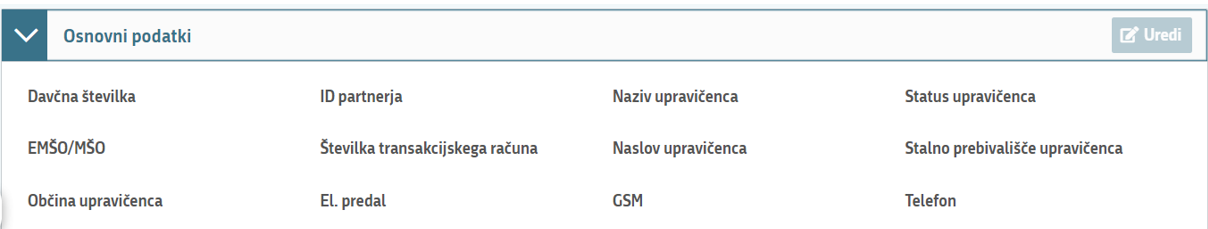 Osnovni podatki Uredi
Davčna številka ID partnerja Naziv upravičenca Status upravičenca
EMŠO/MŠO Številka transakcijskega računa Naslov upravičenca Stalno prebivališče upravičenca
Občina upravičenca El. predal GSM Telefon